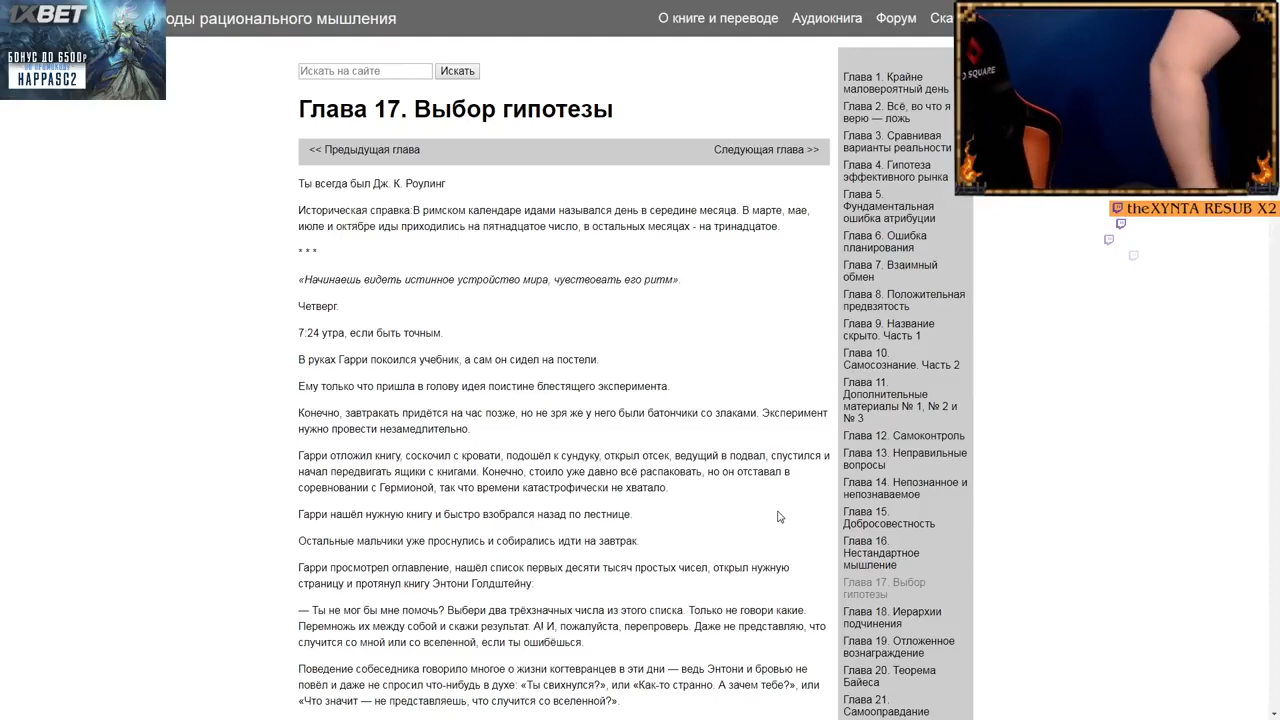 1XBET
БОНУС ДО 6500₽
ПО ПРОМОКОДУ
HAPPASC2
оды рационального мышления
О книге и переводе
Аудиокнига
Форум
Ска
Искать на сайте
Искать
Глава 17. Выбор гипотезы
<< Предыдущая глава
Следующая глава >>
Ты всегда был Дж. К. Роулинг
Историческая справка:В римском календаре идами назывался день в середине месяца. В марте, мае,
июле и октябре иды приходились на пятнадцатое число, в остальных месяцах - на тринадцатое.
* * *
«Начинаешь видеть истинное устройство мира, чувствовать его ритм».
Четверг.
7:24 утра, если быть точным.
В руках Гарри покоился учебник, а сам он сидел на постели.
Ему только что пришла в голову идея поистине блестящего эксперимента.
Конечно, завтракать придётся на час позже, но не зря же у него были батончики со злаками. Эксперимент
нужно провести незамедлительно.
Гарри отложил книгу, соскочил с кровати, подошёл к сундуку, открыл отсек, ведущий в подвал, спустился и
начал передвигать ящики с книгами. Конечно, стоило уже давно всё распаковать, но он отставал в
соревновании с Гермионой, так что времени катастрофически не хватало.
Гарри нашёл нужную книгу и быстро взобрался назад по лестнице.
Остальные мальчики уже проснулись и собирались идти на завтрак.
Гарри просмотрел оглавление, нашёл список первых десяти тысяч простых чисел, открыл нужную
страницу и протянул книгу Энтони Голдштейну:
— Ты не мог бы мне помочь? Выбери два трёхзначных числа из этого списка. Только не говори какие.
Перемножь их между собой и скажи результат. А! И, пожалуйста, перепроверь. Даже не представляю, что
случится со мной или со вселенной, если ты ошибёшься.
Поведение собеседника говорило многое о жизни когтевранцев в эти дни — ведь Энтони и бровью не
повёл и даже не спросил что-нибудь в духе: «Ты свихнулся?», или «Как-то странно. А зачем тебе?», или
«Что значит — не представляешь, что случится со вселенной?».
Глава 1. Крайне
маловероятный день
Глава 2. Всё, во что я
верю — ложь
Глава 3. Сравнивая
варианты реальности
Глава 4. Гипотеза
эффективного рынка
Глава 5.
Фундаментальная
ошибка атрибуции
Глава 6. Ошибка
планирования
Глава 7. Взаимный
обмен
Глава 8. Положительная
предвзятость
Глава 9. Название
скрыто. Часть 1
Глава 10.
Самосознание. Часть 2
Глава 11.
Дополнительные
материалы № 1, № 2 и
№ 3
Глава 12. Самоконтроль
Глава 13. Неправильные
вопросы
Глава 14. Непознанное и
непознаваемое
Глава 15.
Добросовестность
Глава 16.
Нестандартное
мышление
Глава 17. Выбор
гипотезы
Глава 18. Иерархии
подчинения
Глава 19. Отложенное
вознаграждение
Глава 20. Теорема
Байеса
Глава 21.
Самооправдание
D SQUARE
theXYNTA RESUB X2